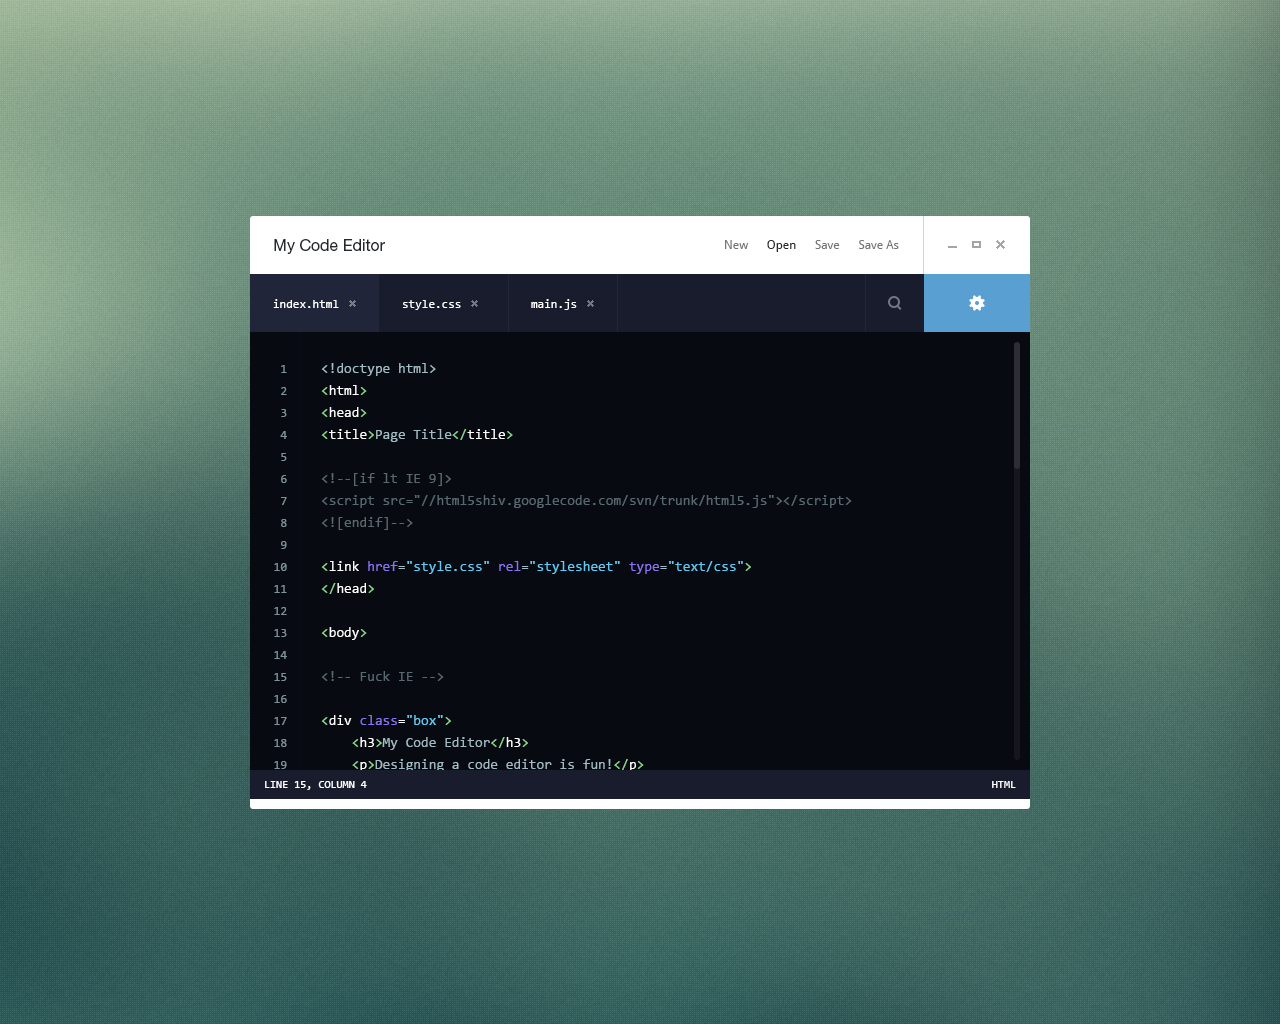 My Code Editor New Open Save Save As
index.html style.css main.js
1 <!doctype html>
2 <html>
3 <head>
4 <title>Page Title</title>
5
6 <!--[if lt IE 9]>
7 <script src="//html5shiv.googlecode.com/svn/trunk/html5.js"></script>
8 <![endif]-->
9
10 <link href="style.css" rel="stylesheet" type="text/css">
11 </head>
12
13 <body>
14
15 <!-- Fuck IE -->
16
17 <div class="box">
18     <h3>My Code Editor</h3>
19     <p>Designing a code editor is fun!</p>
LINE 15, COLUMN 4 HTML